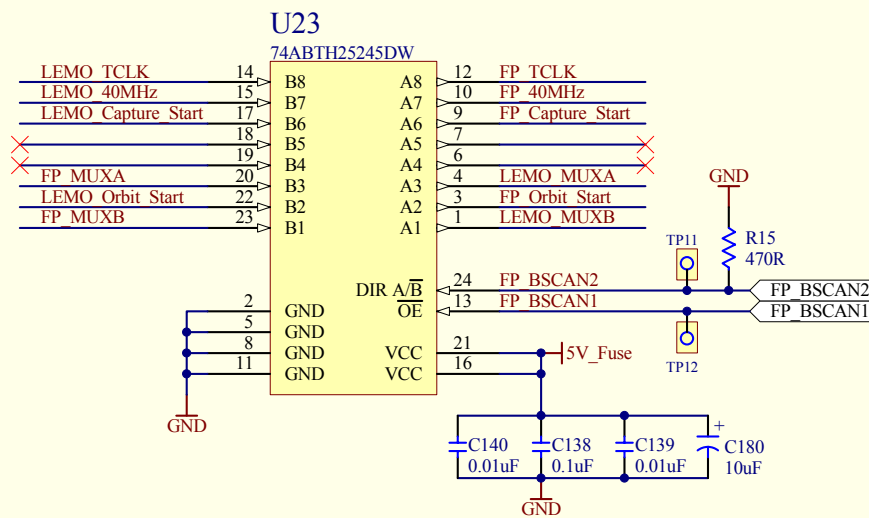 U23
74ABTH25245DW
LEMO_TCLK 14 B8 A8 12 FP_TCLK
LEMO_40MHz 15 B7 A7 10 FP_40MHz
LEMO_Capture_Start 17 B6 A6 9 FP_Capture_Start
18 B5 A5 7
19 B4 A4 6
FP_MUXA 20 B3 A3 4 LEMO_MUXA
LEMO_Orbit_Start 22 B2 A2 3 FP_Orbit_Start
FP_MUXB 23 B1 A1 1 LEMO_MUXB
GND
R15
470R
TP11
DIR A/B 24 FP_BSCAN2 FP_BSCAN2
OE 13 FP_BSCAN1 FP_BSCAN1
TP12
2 GND
5 GND
8 GND VCC 21 5V_Fuse
11 GND VCC 16
GND
C140
0.01uF
C138
0.1uF
C139
0.01uF
+
C180
10uF
GND